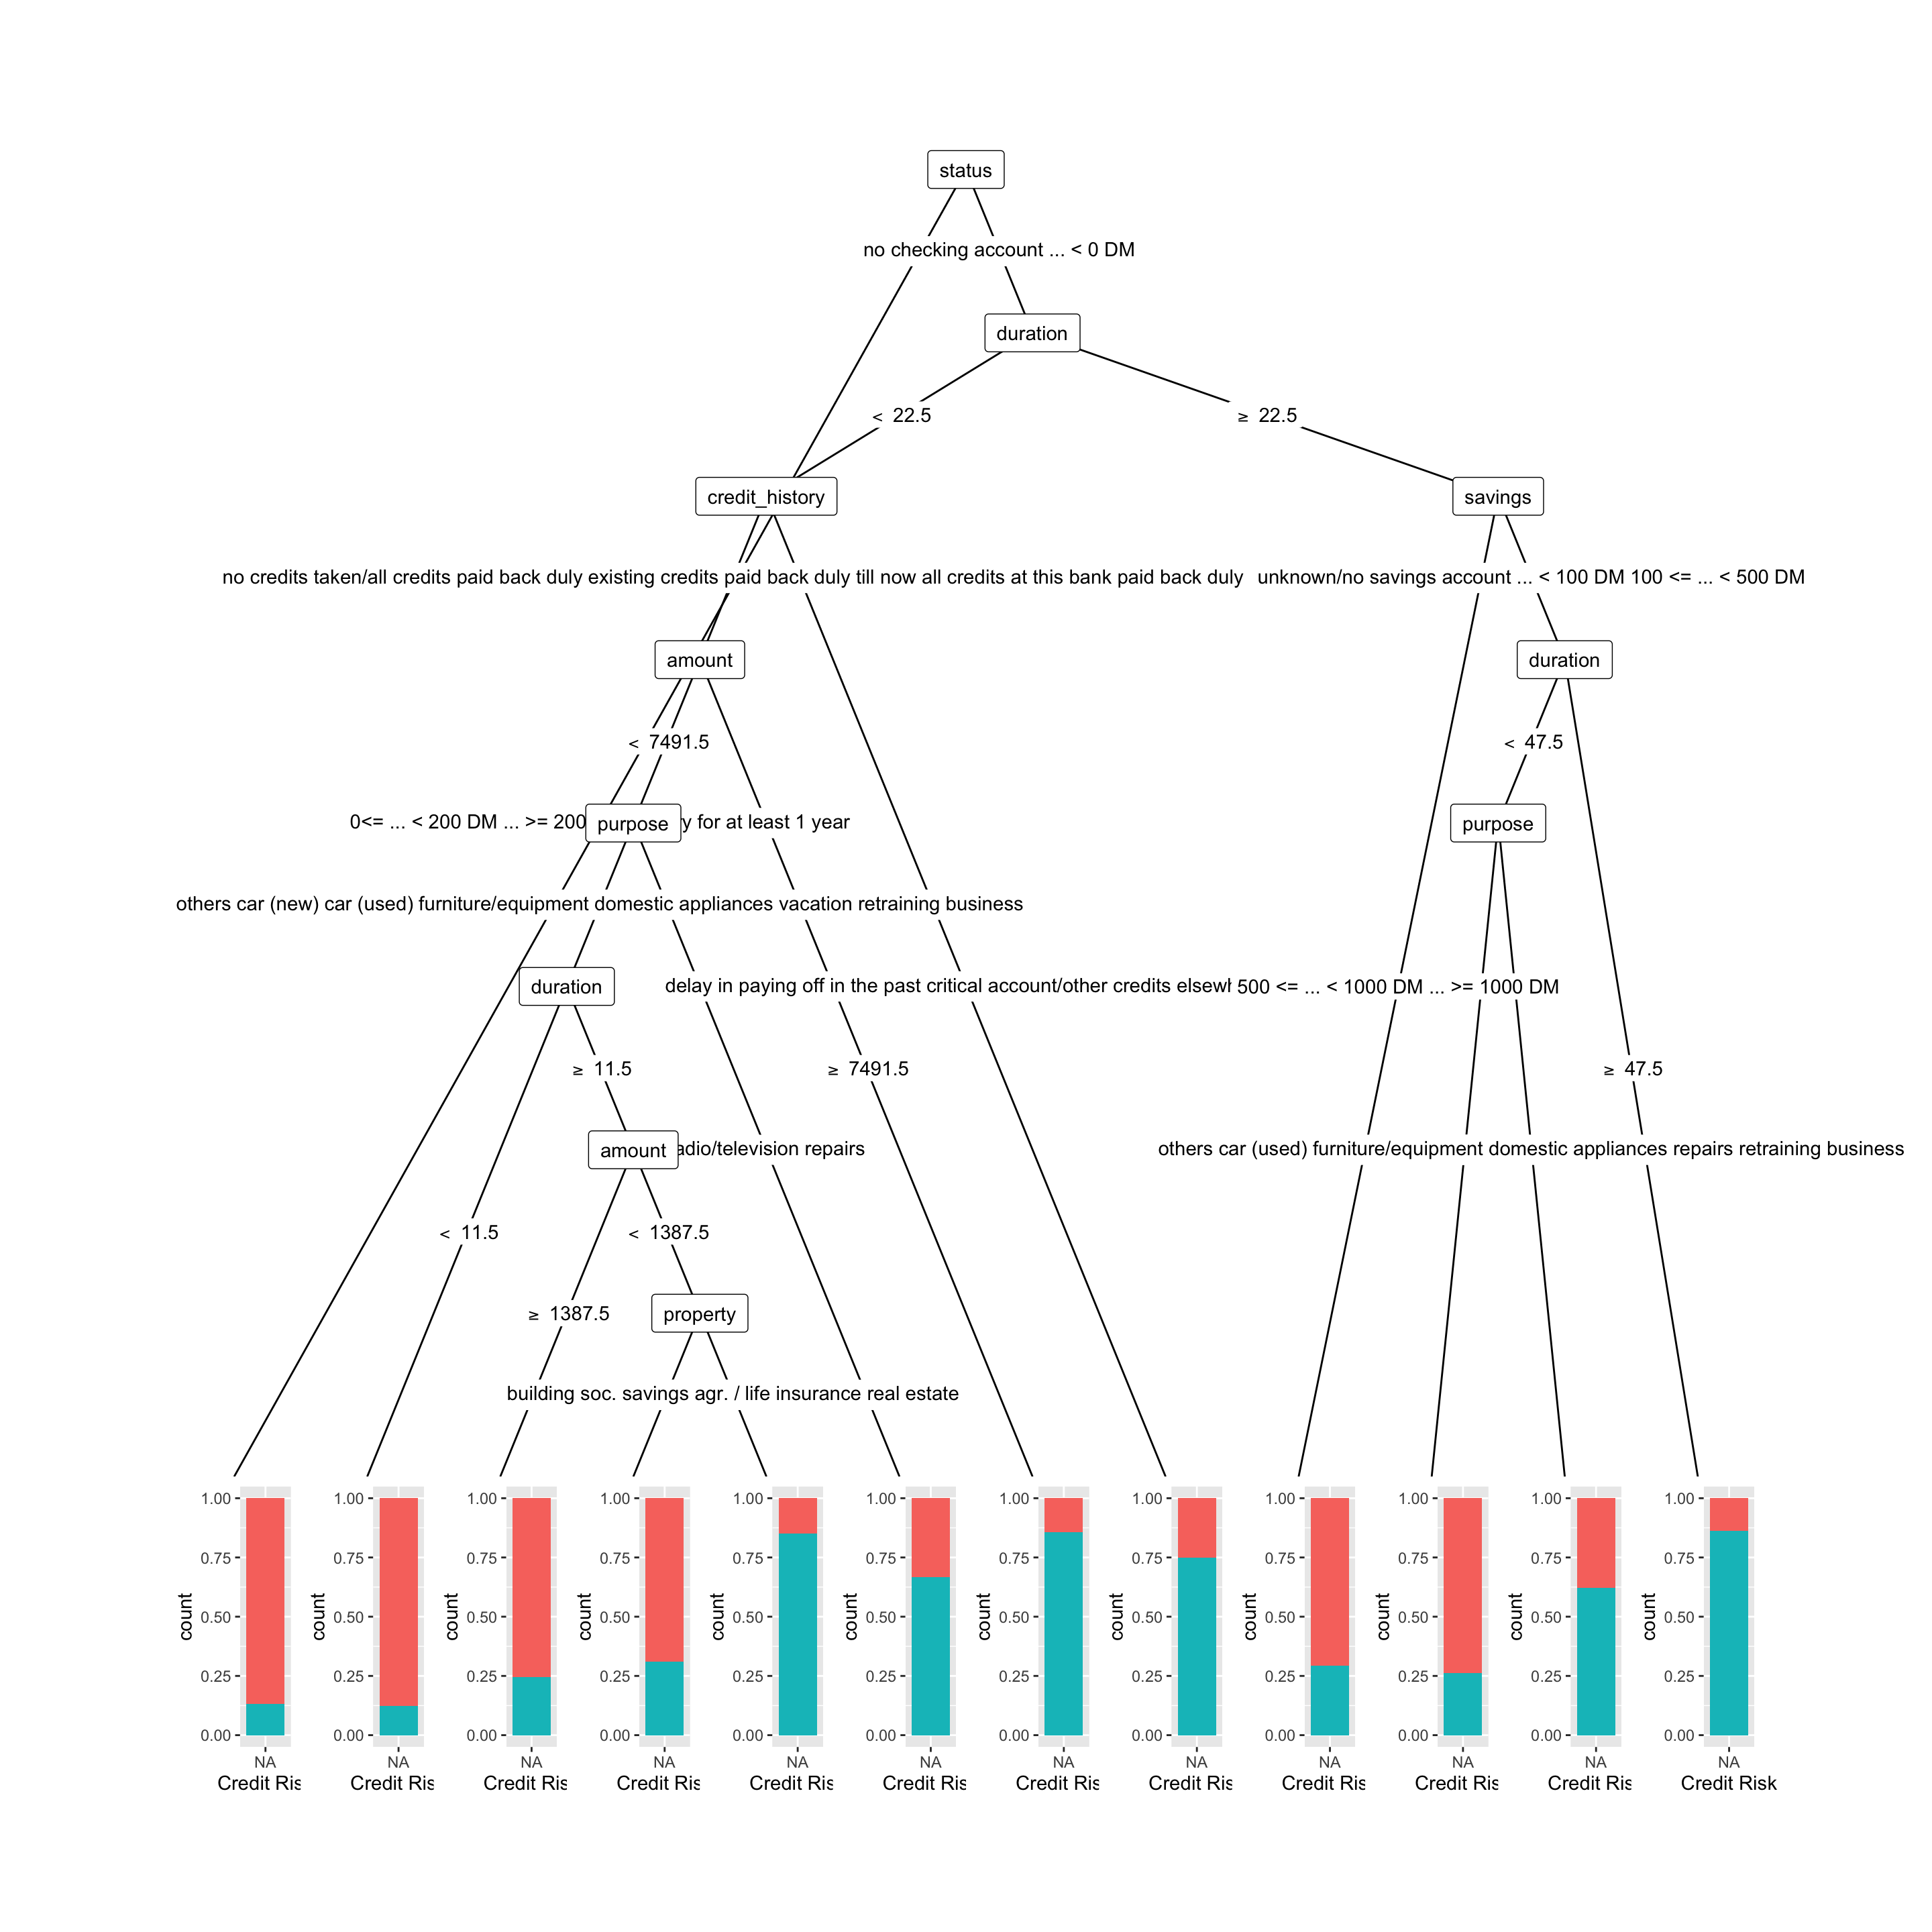 status
no checking account ... < 0 DM
duration
< 22.5
≥ 22.5
credit_history
savings
no credits taken/all credits paid back duly existing credits paid back duly till now all credits at this bank paid back duly
unknown/no savings account ... < 100 DM 100 <= ... < 500 DM
amount
duration
< 7491.5
< 47.5
0<= ... < 200 DM ... >= 200
purpose
for at least 1 year
purpose
others car (new) car (used) furniture/equipment domestic appliances vacation retraining business
duration
delay in paying off in the past critical account/other credits
500 <= ... < 1000 DM ... >= 1000 DM
≥ 11.5
≥ 7491.5
≥ 47.5
amount
adio/television repairs
others car (used) furniture/equipment domestic appliances repairs retraining business
< 11.5
< 1387.5
≥ 1387.5
property
building soc. savings agr. / life insurance real estate
1.00 1.00 1.00 1.00 1.00 1.00 1.00 1.00 1.00 1.00 1.00 1.00
0.75 0.75 0.75 0.75 0.75 0.75 0.75 0.75 0.75 0.75 0.75 0.75
count count count count count count count count count count count count
0.50 0.50 0.50 0.50 0.50 0.50 0.50 0.50 0.50 0.50 0.50 0.50
0.25 0.25 0.25 0.25 0.25 0.25 0.25 0.25 0.25 0.25 0.25 0.25
0.00 0.00 0.00 0.00 0.00 0.00 0.00 0.00 0.00 0.00 0.00 0.00
NA NA NA NA NA NA NA NA NA NA NA NA
Credit Ris Credit Ris Credit Ris Credit Ris Credit Ris Credit Ris Credit Ris Credit Ris Credit Ris Credit Ris Credit Ris Credit Risk